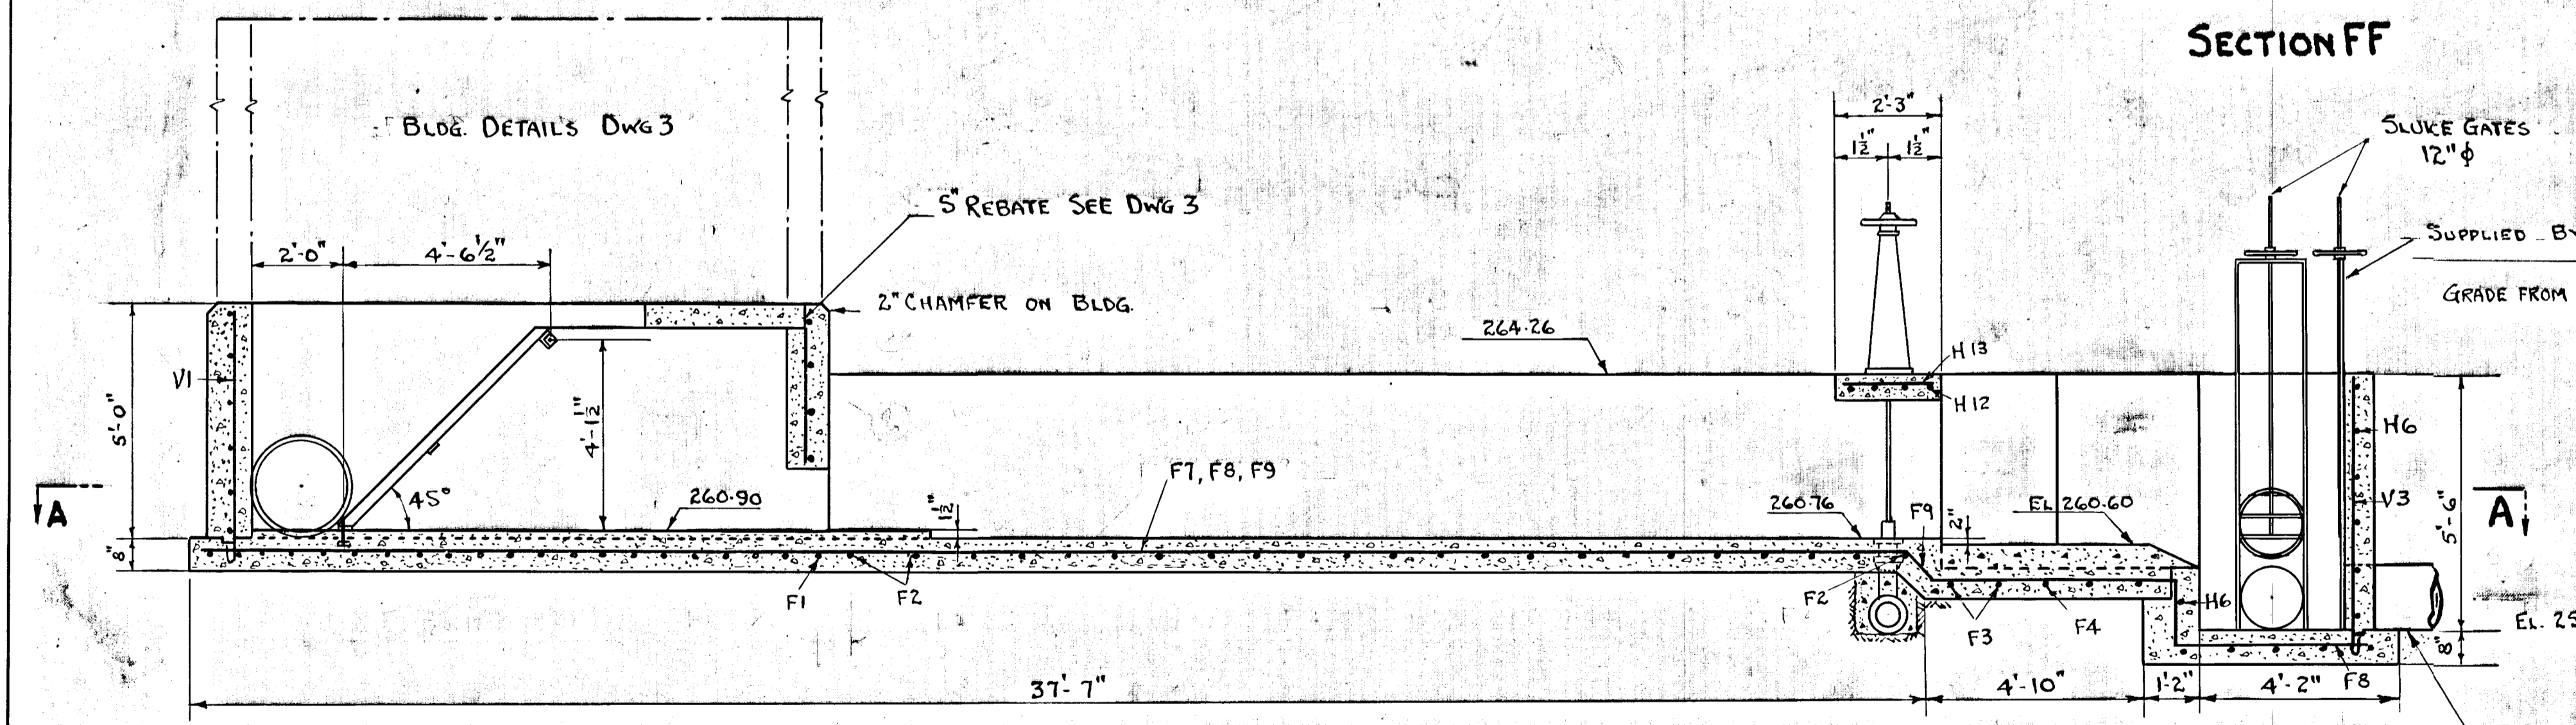 SECTION FF
BLDG. DETAILS DWG 3
2'-3"
1½" 1½"
SLUICE GATES
12"ϕ
5" REBATE SEE DWG 3
SUPPLIED BY
2'-0" 4'-6½"
GRADE FROM
2" CHAMFER ON BLDG.
264.26
H13
H12
V1
5'-0"
4'-1½"
H6
F7, F8, F9
45°
260.90
1½"
260.76
F9
2"
EL 260.60
V3
5'-6"
A
A
8"
F1
F2
F2
F3
F4
H6
EL. 25
8"
37'-7"
4'-10"
1'-2"
4'-2"
F8